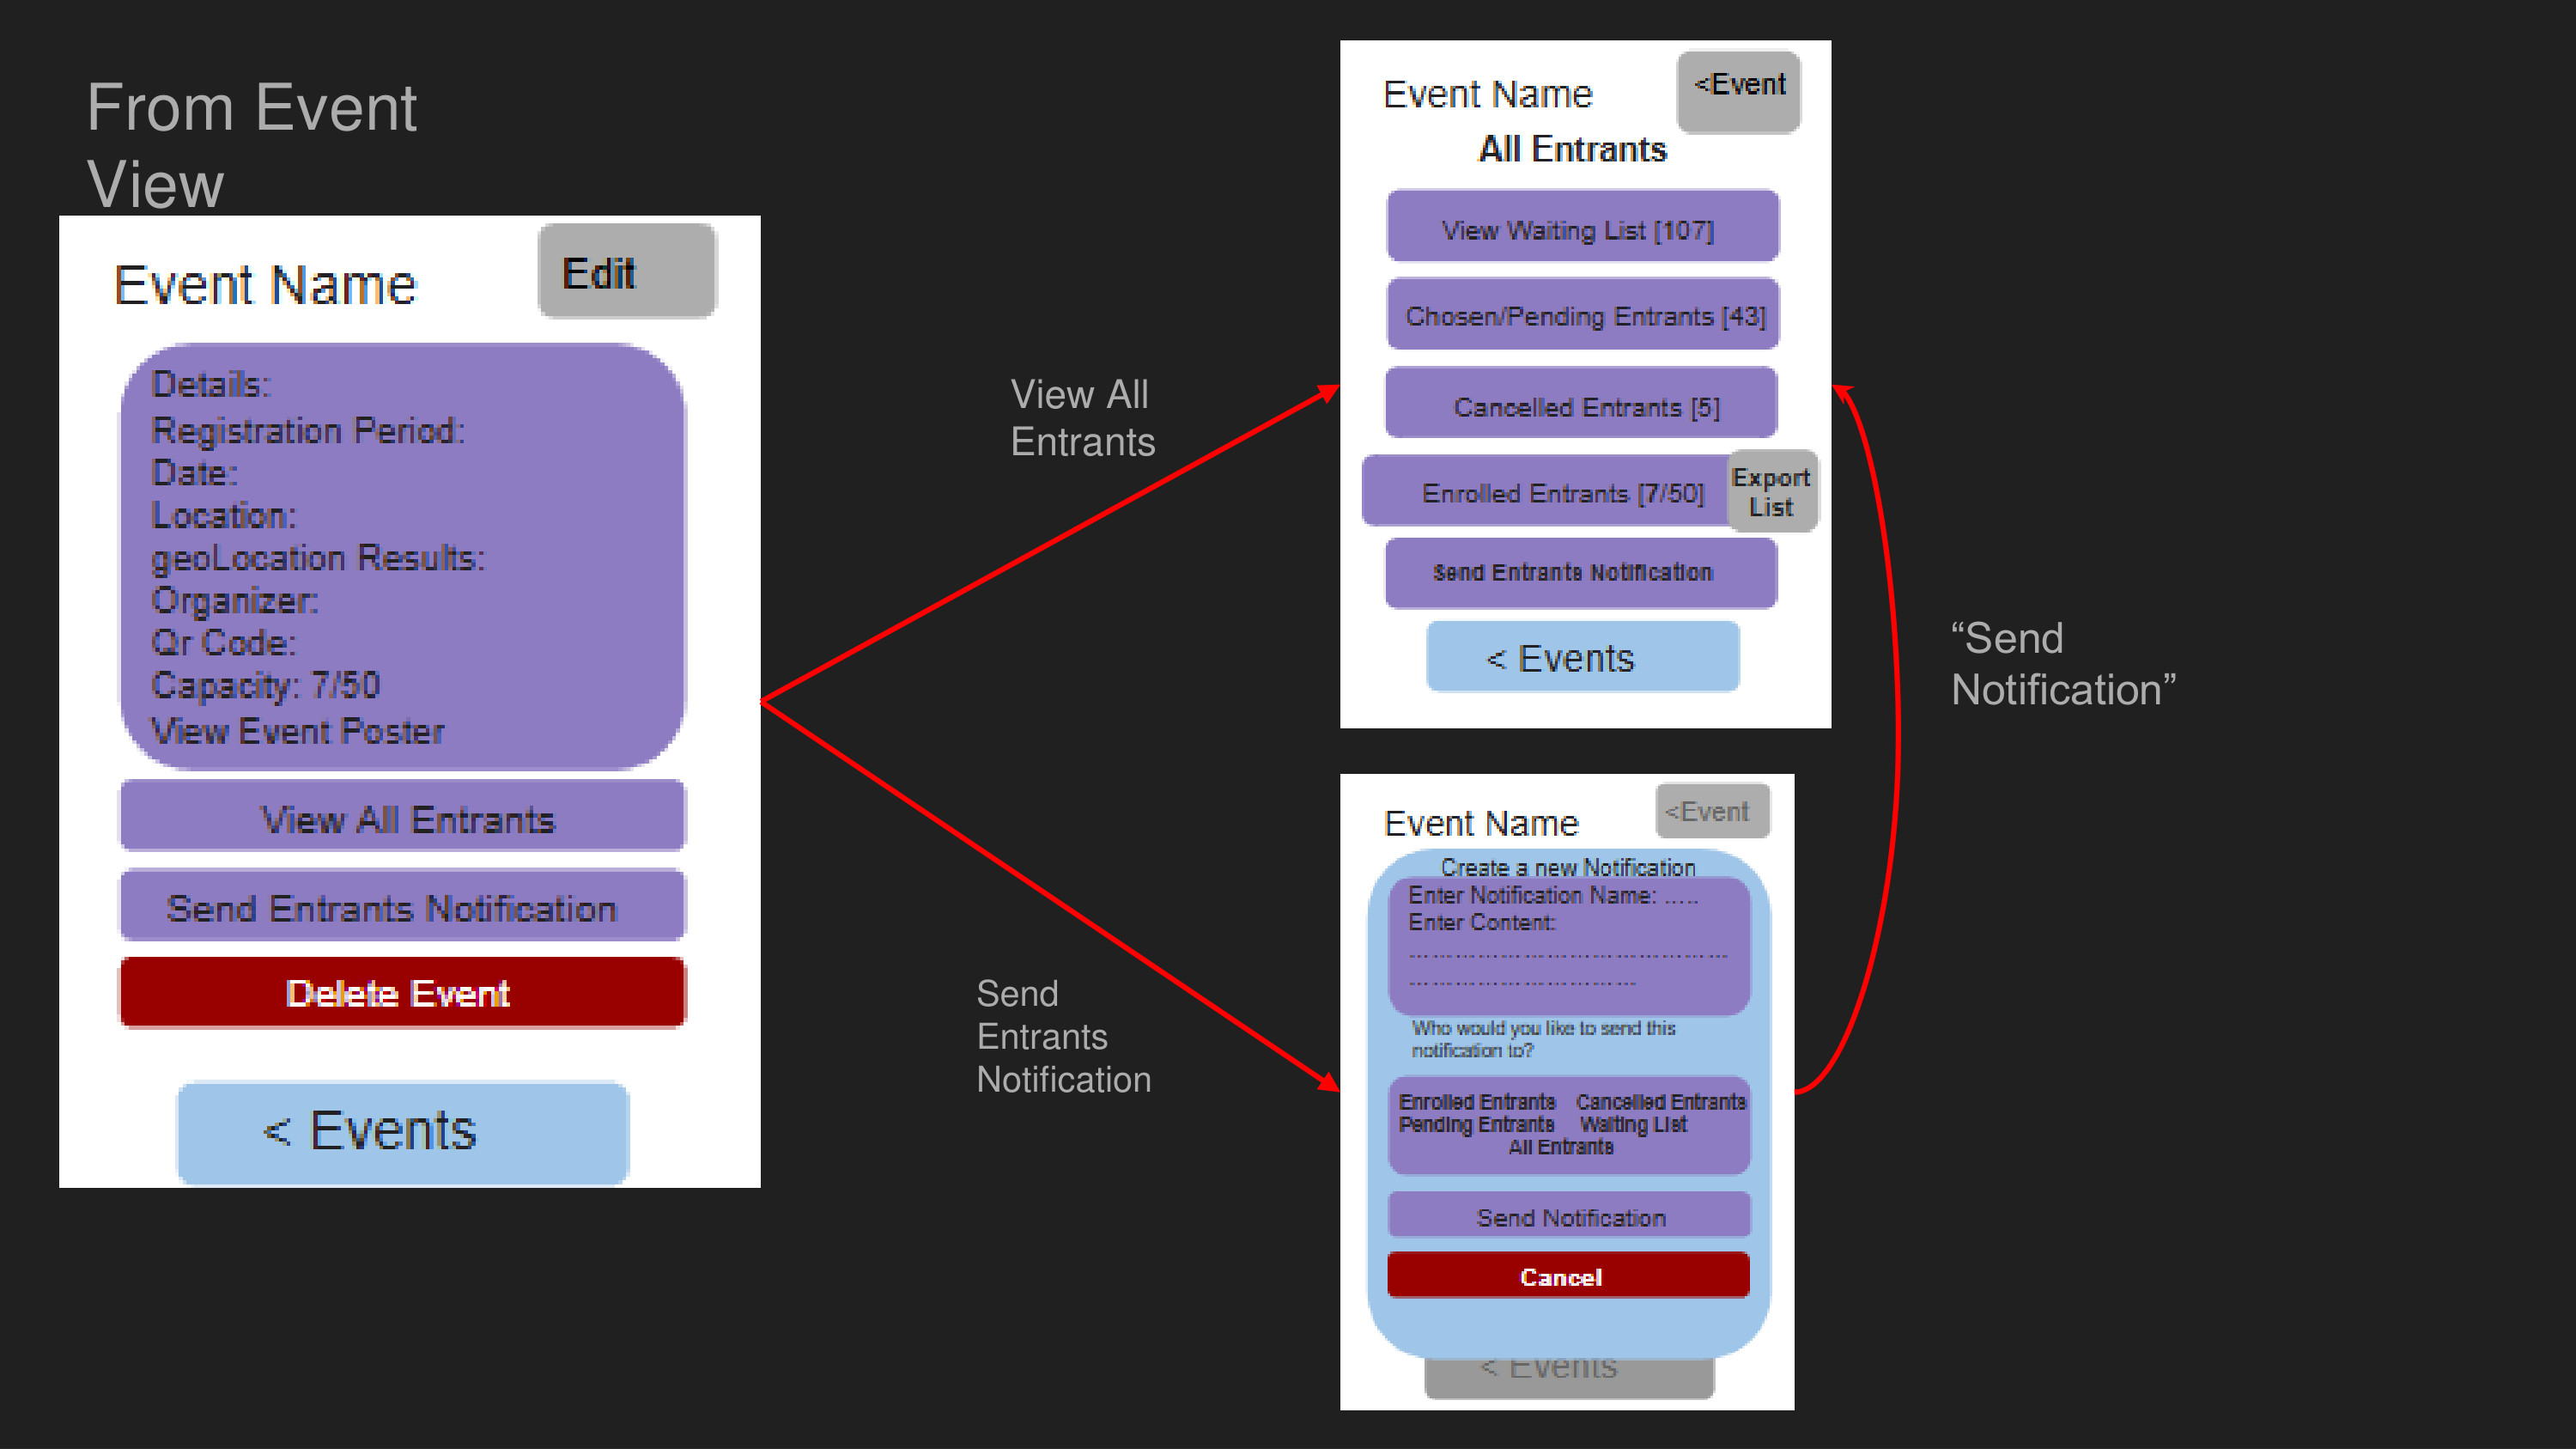 From Event
View
Event Name
Edit
Details:
Registration Period:
Date:
Location:
geoLocation Results:
Organizer:
Qr Code:
Capacity: 7/50
View Event Poster
View All Entrants
Send Entrants Notification
Delete Event
< Events
View All
Entrants
Send
Entrants
Notification
Event Name
<Event
All Entrants
View Waiting List [107]
Chosen/Pending Entrants [43]
Cancelled Entrants [5]
Enrolled Entrants [7/50]
Export
List
Send Entrants Notification
< Events
"Send
Notification"
Event Name
<Event
Create a new Notification
Enter Notification Name: .....
Enter Content:
Who would you like to send this
notification to?
Enrolled Entrants Cancelled Entrants
Pending Entrants Waiting List
All Entrants
Send Notification
Cancel
< Events